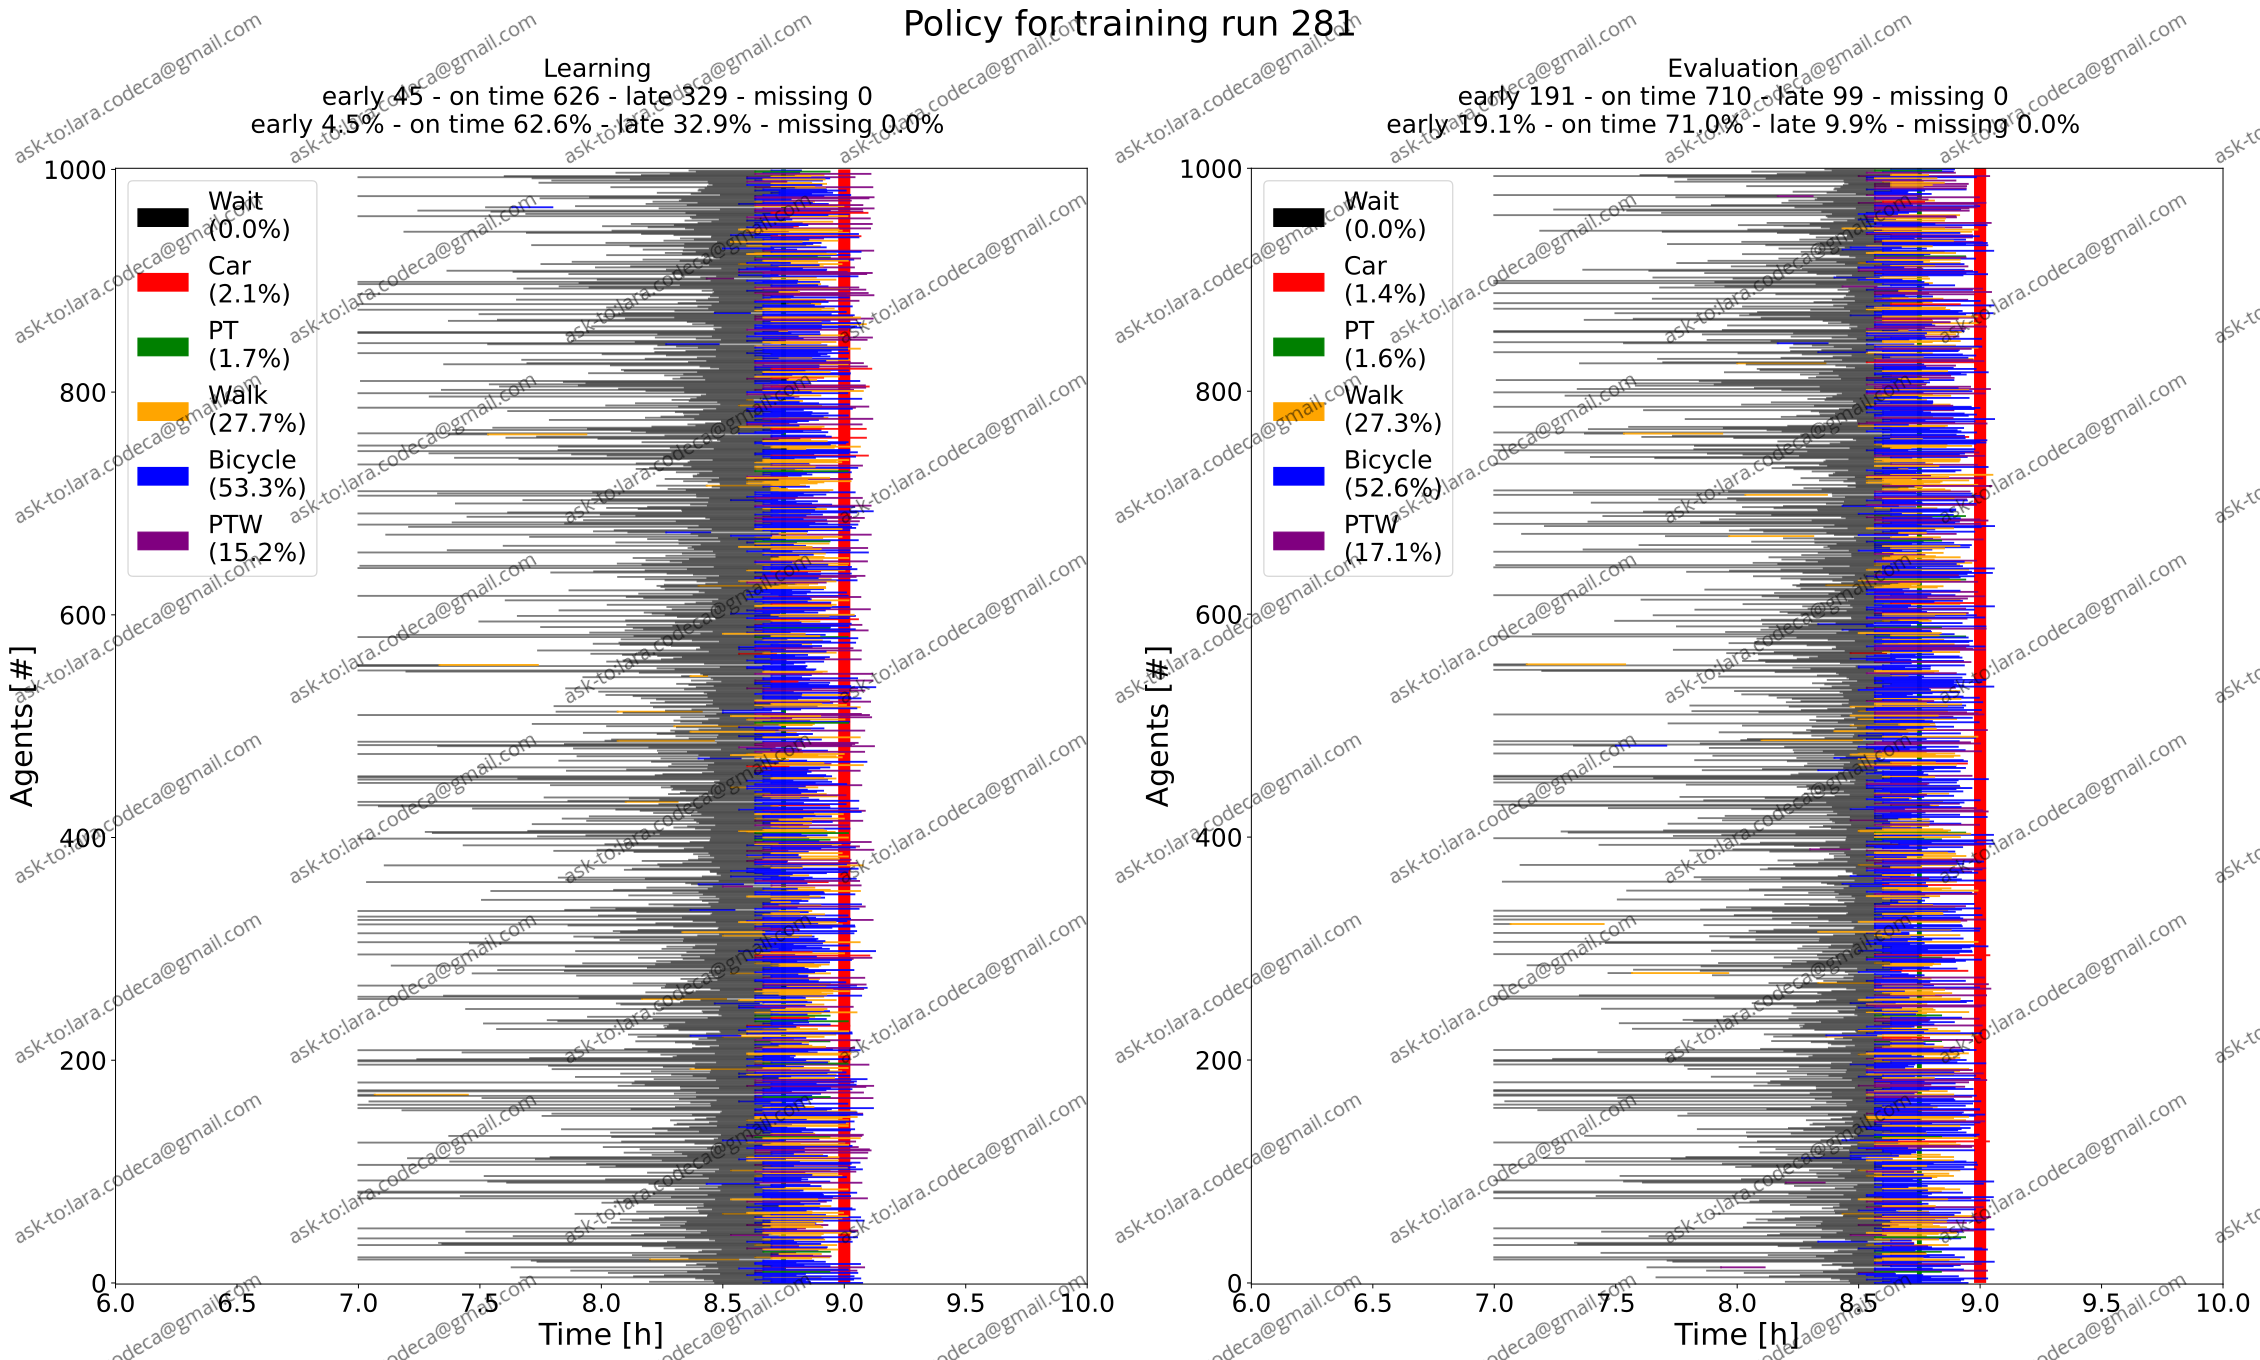 Policy for training run 281
Learning
early 45 - on time 626 - late 329 - missing 0
early 4.5% - on time 62.6% - late 32.9% - missing 0.0%
Evaluation
early 191 - on time 710 - late 99 - missing 0
early 19.1% - on time 71.0% - late 9.9% - missing 0.0%
Wait
(0.0%)
Car
(2.1%)
PT
(1.7%)
Walk
(27.7%)
Bicycle
(53.3%)
PTW
(15.2%)
1000
800
600
400
200
0
Agents [#]
6.0 6.5 7.0 7.5 8.0 8.5 9.0 9.5 10.0
Time [h]
Wait
(0.0%)
Car
(1.4%)
PT
(1.6%)
Walk
(27.3%)
Bicycle
(52.6%)
PTW
(17.1%)
1000
800
600
400
200
0
Agents [#]
6.0 6.5 7.0 7.5 8.0 8.5 9.0 9.5 10.0
Time [h]
ask-to:lara.codeca@gmail.com